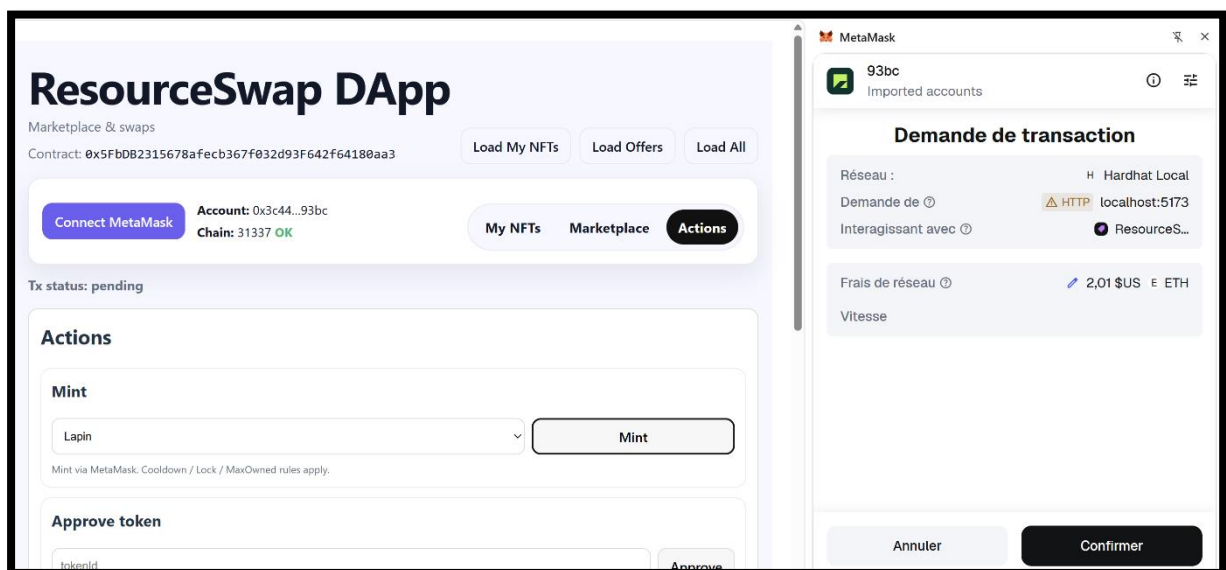 ResourceSwap DApp
Marketplace & swaps
Contract: 0x5FbDB2315678afecb367f032d93F642f64180aa3
Load My NFTs
Load Offers
Load All
Connect MetaMask
Account: 0x3c44...93bc
Chain: 31337 OK
My NFTs
Marketplace
Actions
Tx status: pending
Actions
Mint
Lapin
Mint
Mint via MetaMask. Cooldown / Lock / MaxOwned rules apply.
Approve token
tokenId
Approve
MetaMask
93bc
Imported accounts
Demande de transaction
Réseau :
H Hardhat Local
Demande de
HTTP localhost:5173
Interagissant avec
ResourceS...
Frais de réseau
2,01 $US E ETH
Vitesse
Annuler
Confirmer